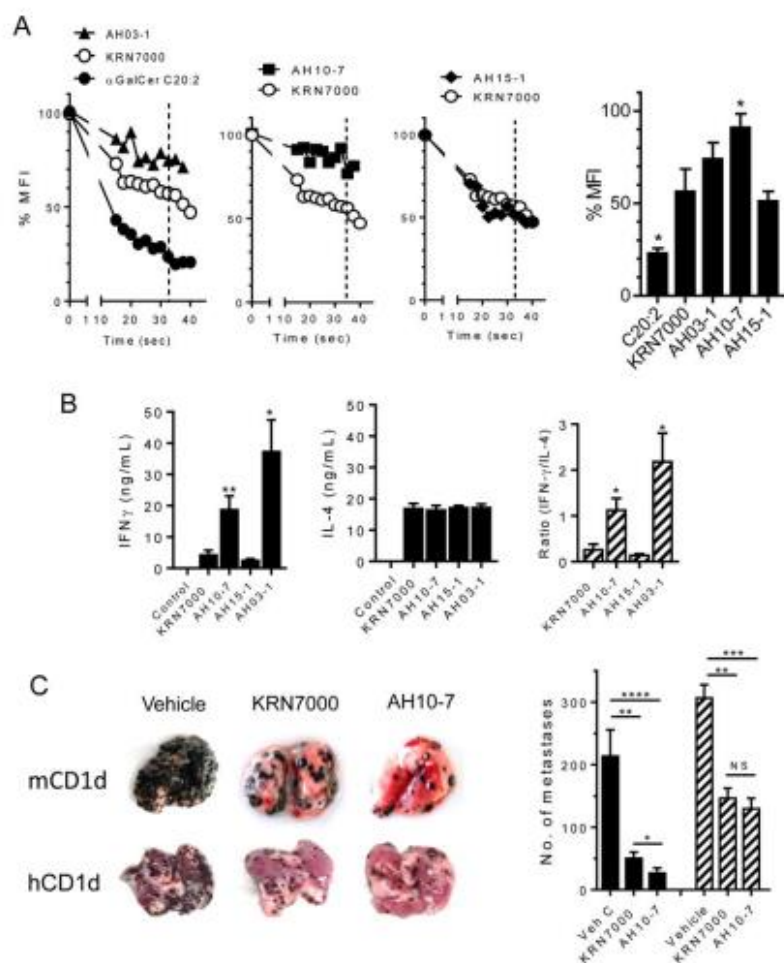 A
AH03-1
KRN7000
αGalCer C20:2
AH10-7
KRN7000
AH15-1
KRN7000
% MFI
100
50
0
0 1 10 20 30 40
Time (sec)
100
50
0
0 1 10 20 30 40
Time (sec)
100
50
0
0 1 10 20 30 40
Time (sec)
% MFI
100
50
0
*
*
C20:2
KRN7000
AH03-1
AH10-7
AH15-1
B
IFNγ (ng/mL)
50
40
30
20
10
0
**
*
Control
KRN7000
AH10-7
AH15-1
AH03-1
IL-4 (ng/mL)
50
40
30
20
10
0
Control
KRN7000
AH10-7
AH15-1
AH03-1
Ratio (IFN-γ/IL-4)
3
2
1
0
*
*
KRN7000
AH10-7
AH15-1
AH03-1
C
Vehicle KRN7000 AH10-7
mCD1d
hCD1d
No. of metastases
300
200
100
0
****
**
*
***
**
NS
Veh C
KRN7000
AH10-7
Vehicle
KRN7000
AH10-7